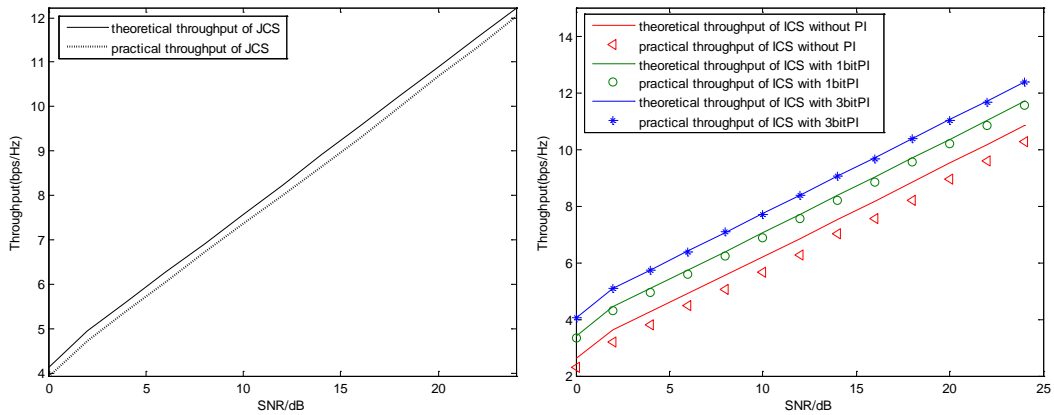 theoretical throughput of JCS
practical throughput of JCS
12
11
10
9
8
7
6
5
4
Throughput(bps/Hz)
0
5
10
15
20
SNR/dB
theoretical throughput of ICS without PI
practical throughput of ICS without PI
theoretical throughput of ICS with 1bitPI
practical throughput of ICS with 1bitPI
theoretical throughput of ICS with 3bitPI
practical throughput of ICS with 3bitPI
14
12
10
8
6
4
2
Throughput(bps/Hz)
0
5
10
15
20
25
SNR/dB